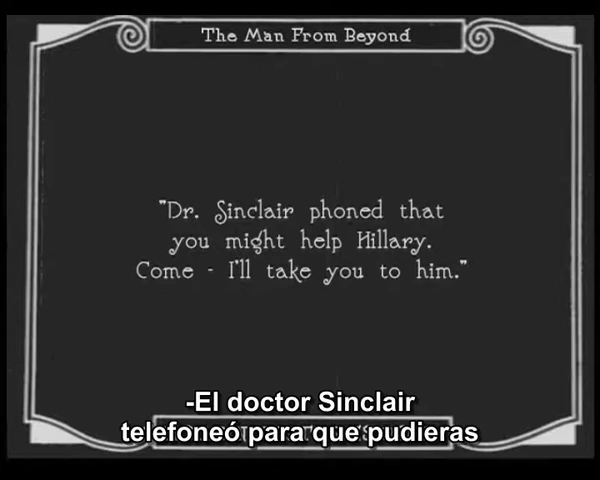 The Man From Beyond
"Dr. Sinclair phoned that
you might help Hillary.
Come - I'll take you to him."
-El doctor Sinclair
telefoneó para que pudieras